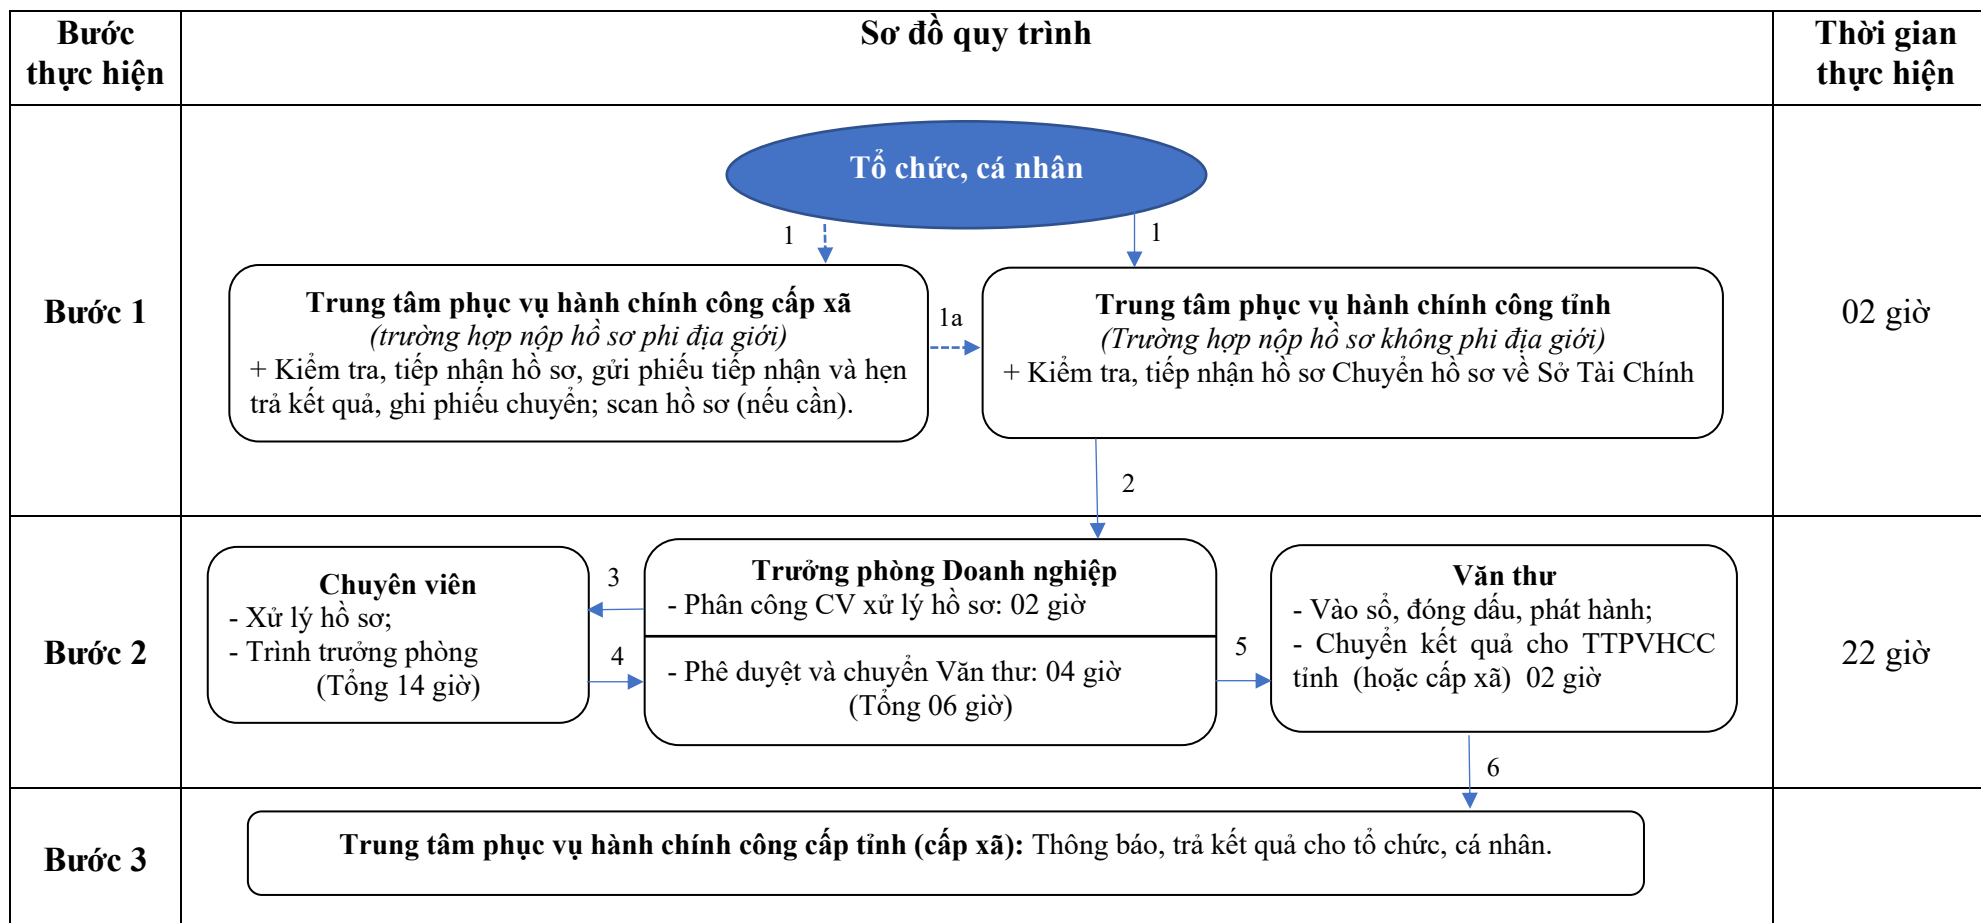 Bước
thực hiện
Sơ đồ quy trình
Thời gian
thực hiện
Bước 1
Tổ chức, cá nhân
1
1
Trung tâm phục vụ hành chính công cấp xã
(trường hợp nộp hồ sơ phi địa giới)
+ Kiểm tra, tiếp nhận hồ sơ, gửi phiếu tiếp nhận và hẹn
trả kết quả, ghi phiếu chuyển; scan hồ sơ (nếu cần).
1a
Trung tâm phục vụ hành chính công tỉnh
(Trường hợp nộp hồ sơ không phi địa giới)
+ Kiểm tra, tiếp nhận hồ sơ Chuyển hồ sơ về Sở Tài Chính
02 giờ
2
Bước 2
Chuyên viên
- Xử lý hồ sơ;
- Trình trưởng phòng
(Tổng 14 giờ)
3
4
Trưởng phòng Doanh nghiệp
- Phân công CV xử lý hồ sơ: 02 giờ
- Phê duyệt và chuyển Văn thư: 04 giờ
(Tổng 06 giờ)
5
Văn thư
- Vào sổ, đóng dấu, phát hành;
- Chuyển kết quả cho TTPVHCC
tỉnh (hoặc cấp xã) 02 giờ
22 giờ
6
Bước 3
Trung tâm phục vụ hành chính công cấp tỉnh (cấp xã): Thông báo, trả kết quả cho tổ chức, cá nhân.